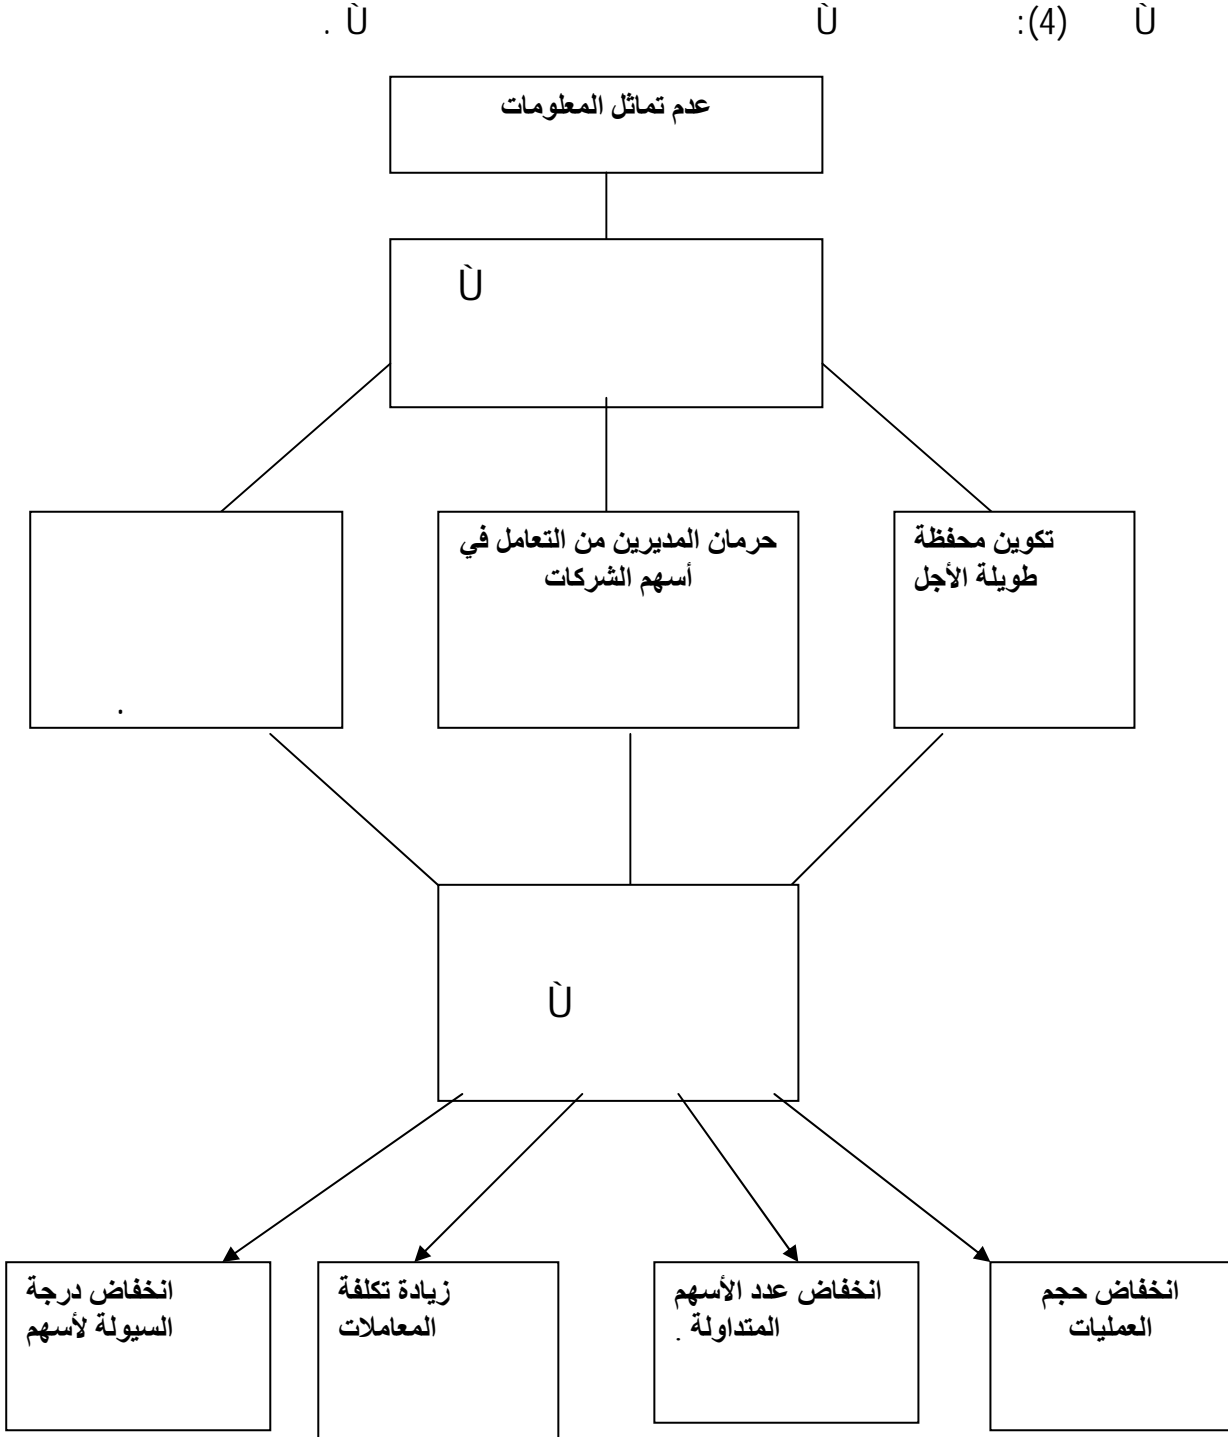 Ù (4): Ù Ù .
عدم تماثل المعلومات
Ù
تكوين محفظة
طويلة الأجل
حرمان المديرين من التعامل في
أسهم الشركات
.
Ù
انخفاض حجم
العمليات
انخفاض عدد الأسهم
المتداولة .
زيادة تكلفة
المعاملات
انخفاض درجة
السيولة لأسهم